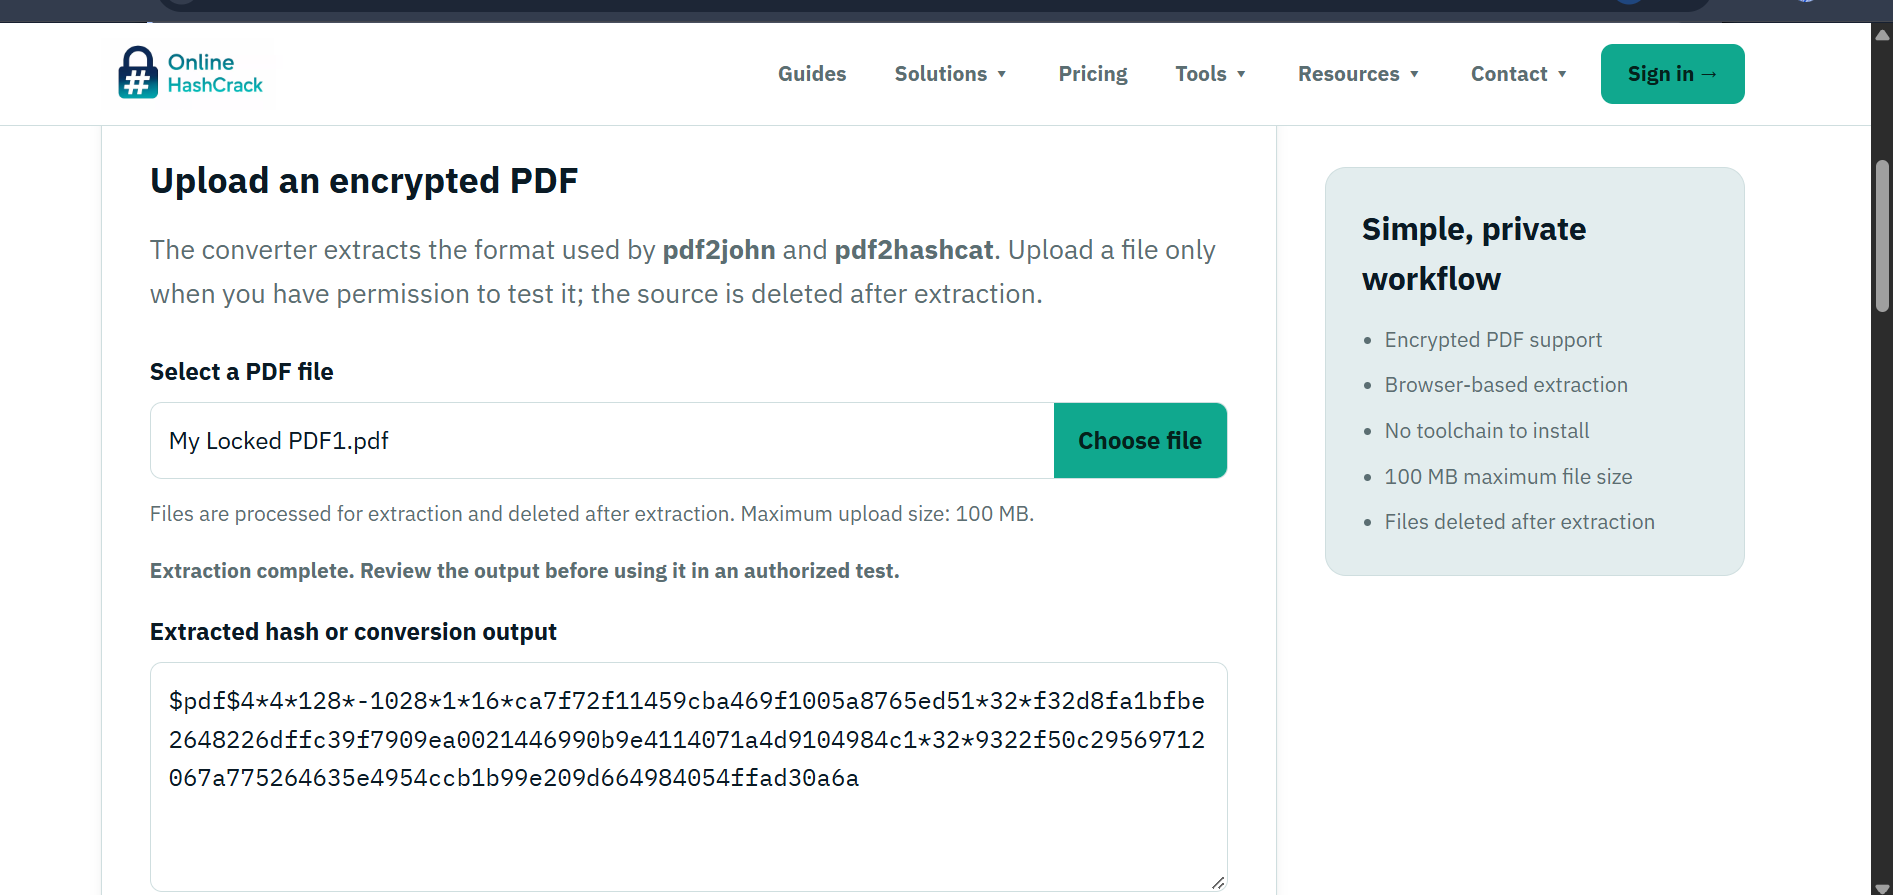 Online
HashCrack
Guides
Solutions ▼
Pricing
Tools ▼
Resources ▼
Contact ▼
Sign in →
Upload an encrypted PDF
The converter extracts the format used by pdf2john and pdf2hashcat. Upload a file only
when you have permission to test it; the source is deleted after extraction.
Select a PDF file
My Locked PDF1.pdf
Choose file
Files are processed for extraction and deleted after extraction. Maximum upload size: 100 MB.
Extraction complete. Review the output before using it in an authorized test.
Extracted hash or conversion output
$pdf$4*4*128*-1028*1*16*ca7f72f11459cba469f1005a8765ed51*32*f32d8fa1bfbe
2648226dffc39f7909ea0021446990b9e4114071a4d9104984c1*32*9322f50c29569712
067a775264635e4954ccb1b99e209d664984054ffad30a6a
Simple, private
workflow
• Encrypted PDF support
• Browser-based extraction
• No toolchain to install
• 100 MB maximum file size
• Files deleted after extraction